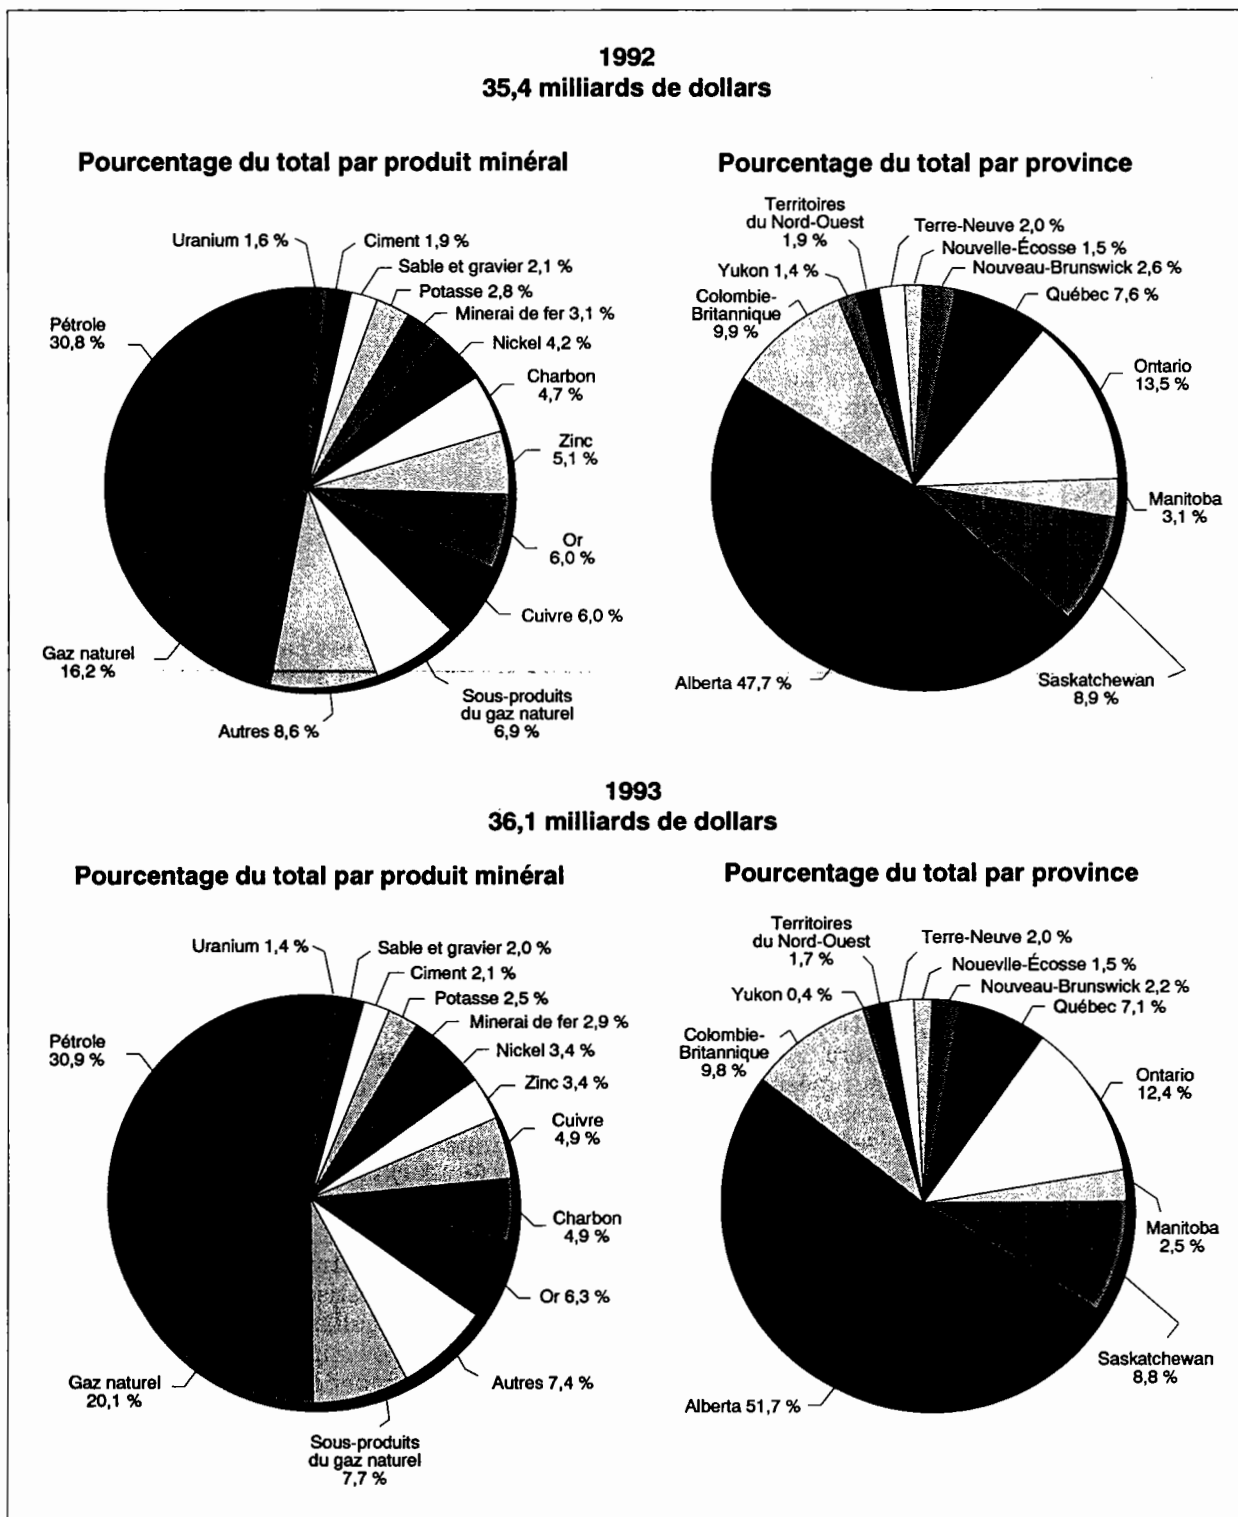 1992
35,4 milliards de dollars
Pourcentage du total par produit minéral
Uranium 1,6 %
Ciment 1,9 %
Sable et gravier 2,1 %
Potasse 2,8 %
Minerai de fer 3,1 %
Nickel 4,2 %
Charbon
4,7 %
Zinc
5,1 %
Or
6,0 %
Cuivre 6,0 %
Sous-produits
du gaz naturel
6,9 %
Autres 8,6 %
Gaz naturel
16,2 %
Pétrole
30,8 %
Pourcentage du total par province
Territoires
du Nord-Ouest
1,9 %
Terre-Neuve 2,0 %
Nouvelle-Écosse 1,5 %
Nouveau-Brunswick 2,6 %
Québec 7,6 %
Ontario
13,5 %
Manitoba
3,1 %
Saskatchewan
8,9 %
Alberta 47,7 %
Colombie-
Britannique
9,9 %
Yukon 1,4 %
1993
36,1 milliards de dollars
Pourcentage du total par produit minéral
Uranium 1,4 %
Sable et gravier 2,0 %
Ciment 2,1 %
Potasse 2,5 %
Minerai de fer 2,9 %
Nickel 3,4 %
Zinc 3,4 %
Cuivre
4,9 %
Charbon
4,9 %
Or 6,3 %
Autres 7,4 %
Sous-produits
du gaz naturel
7,7 %
Gaz naturel
20,1 %
Pétrole
30,9 %
Pourcentage du total par province
Territoires
du Nord-Ouest
1,7 %
Terre-Neuve 2,0 %
Nouevlle-Écosse 1,5 %
Nouveau-Brunswick 2,2 %
Québec 7,1 %
Ontario
12,4 %
Manitoba
2,5 %
Saskatchewan
8,8 %
Alberta 51,7 %
Colombie-
Britannique
9,8 %
Yukon 0,4 %